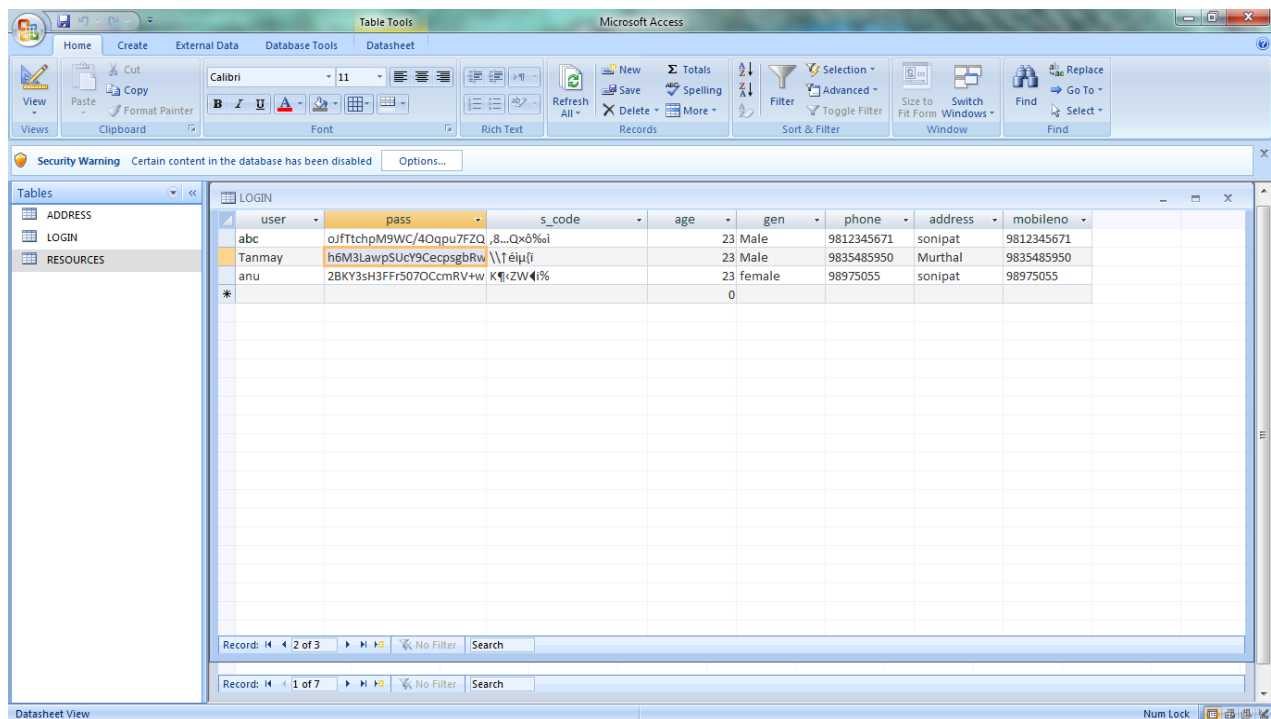 Table Tools Microsoft Access
Home Create External Data Database Tools Datasheet
View
Views
Paste
Cut
Copy
Format Painter
Clipboard
Calibri 11
B I U A
Font
Rich Text
Refresh All
New
Save
Delete
Σ Totals
Spelling
More
Records
Filter
Selection
Advanced
Toggle Filter
Sort & Filter
Size to Fit Form
Switch Windows
Window
Find
Replace
Go To
Select
Find
Security Warning Certain content in the database has been disabled Options...
Tables
ADDRESS
LOGIN
RESOURCES
LOGIN
user pass s_code age gen phone address mobileno
abc oJfTtchpM9WC/4Oqpu7FZQ ,8...Q×ô‰ì 23 Male 9812345671 sonipat 9812345671
Tanmay h6M3LawpSUcY9CecpsgbRw \\↑éìµ{ï 23 Male 9835485950 Murthal 9835485950
anu 2BKY3sH3FFr507OCcmRV+w K¶‹ZW◄i% 23 female 98975055 sonipat 98975055
0
Record: 2 of 3 No Filter Search
Record: 1 of 7 No Filter Search
Datasheet View Num Lock